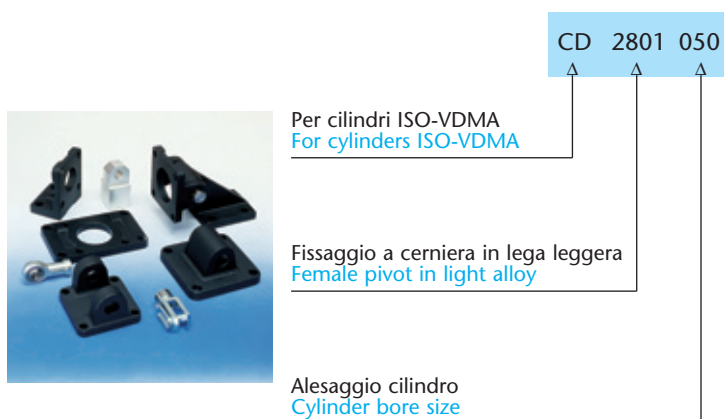 CD 2801 050
Per cilindri ISO-VDMA
For cylinders ISO-VDMA
Fissaggio a cerniera in lega leggera
Female pivot in light alloy
Alesaggio cilindro
Cylinder bore size